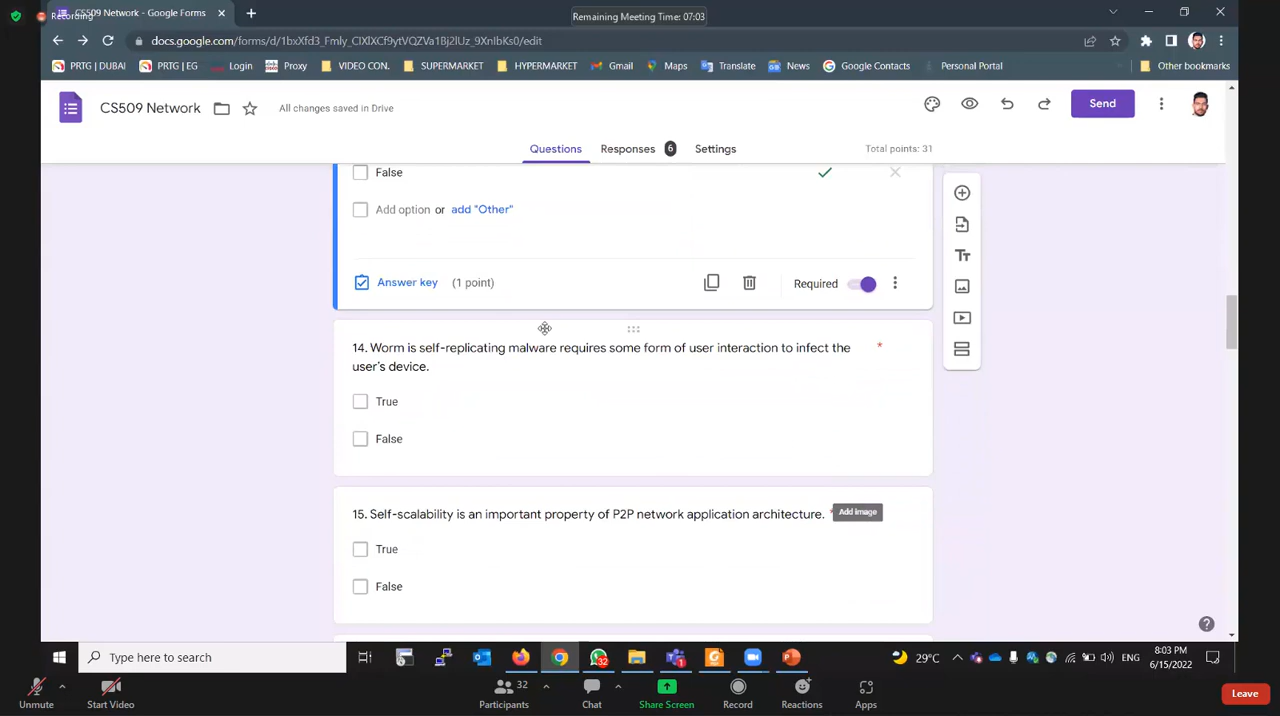 Recording
CS509 Network - Google Forms
Remaining Meeting Time: 07:03
docs.google.com/forms/d/1bxXfd3_Fmly_ClXlXCf9ytVQZVa1Bj2lUz_9XnIbKs0/edit
PRTG | DUBAI
PRTG | EG
Login
Proxy
VIDEO CON.
SUPERMARKET
HYPERMARKET
Gmail
Maps
Translate
News
Google Contacts
Personal Portal
Other bookmarks
CS509 Network
All changes saved in Drive
Send
Questions
Responses 6
Settings
Total points: 31
False
Add option or add "Other"
Answer key (1 point)
Required
14. Worm is self-replicating malware requires some form of user interaction to infect the *
user's device.
True
False
15. Self-scalability is an important property of P2P network application architecture. *
Add image
True
False
Type here to search
32
1
29°C
ENG
8:03 PM
6/15/2022
Unmute
Start Video
Participants 32
Chat
Share Screen
Record
Reactions
Apps
Leave